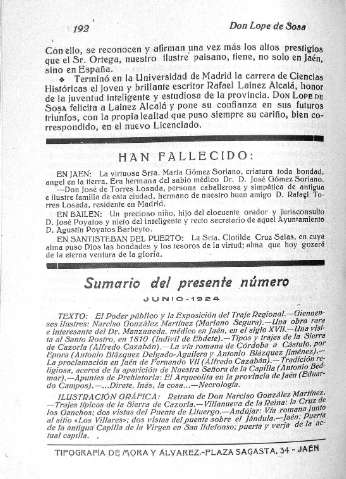 192
Don Lope de Sosa
Con ello, se reconocen y afirman una vez más los altos prestigios
que el Sr. Ortega, nuestro ilustre paisano, tiene, no solo en Jaén,
sino en España.
❖ Terminó en la Universidad de Madrid la carrera de Ciencias
Históricas el joven y brillante escritor Rafael Lainez Alcalá, honor
de la juventud inteligente y estudiosa de la provincia. DON LOPE DE
SOSA felicita a Lainez Alcalá y pone su confianza en sus futuros
triunfos, con la propia lealtad que puso siempre su cariño, bien co-
rrespondido, en el nuevo Licenciado.
HAN FALLECIDO:
EN JAEN: La virtuosa Srta. María Gómez Soriano, criatura toda bondad,
angel en la tierra. Era hermana del sabio médico Dr. D. José Gómez Soriano.
—Don José de Torres Losada, persona caballerosa y simpática de antigua
e ilustre familia de esta ciudad, hermano de nuestro buen amigo D. Rafael To-
rres Losada, residente en Madrid.
EN BAILEN: Un precioso niño, hijo del elocuente orador y jurisconsulto
D. José Poyatos y nieto del inteligente y recto secretario de aquel Ayuntamiento
D. Agustín Poyatos Barbeyto.
EN SANTISTEBAN DEL PUERTO: La Srta. Clotilde Cruz Salas, en cuya
alma puso Dios las bondades y los tesoros de la virtud; alma que hoy gozará
de la eterna ventura de la gloria.
Sumario del presente número
JUNIO-1924
TEXTO: El Poder público y la Exposición del Traje Regional.—Giennen-
ses ilustres: Narciso González Martínez (Mariano Segura).—Una obra rara
e interesante del Dr. Manzaneda, médico en Jaén, en el siglo XVII.—Una visi-
ta al Santo Rostro, en 1810 (Indivil de Ubdete).—Tipos y trajes de la Sierra
de Cazorla (Alfredo Cazabán).—La vía romana de Córdoba a Cástulo, por
Epora (Antonio Blázquez Delgado-Aguilera y Antonio Blázquez Jiménez).—
La proclamación en Jaén de Fernando VII (Alfredo Cazabán).—Tradición re-
ligiosa, acerca de la aparición de Nuestra Señora de la Capilla (Antonio Bed-
mar).—Apuntes de Prehistoria: El Arqueolita en la provincia de Jaén (Eduar-
do Campos).—...Direte. Inés, la cosa...—Necrología.
ILUSTRACIÓN GRÁFICA: Retrato de Don Narciso González Martínez.
—Trajes típicos de la Sierra de Cazorla.—Villanueva de la Reina: la Cruz de
los Ganchos; dos vistas del Puente de Lituergo.—Andújar: Vía romana junto
al sitio «Los Villares»; dos vistas del puente sobre el Jándula.—Jaén: Puerta
de la antigua Capilla de la Virgen en San Ildefonso; puerta y verja de la ac-
tual capilla.
TIPOGRAFIA DE MORA Y ALVAREZ.-PLAZA SAGASTA, 34 - JAÉN